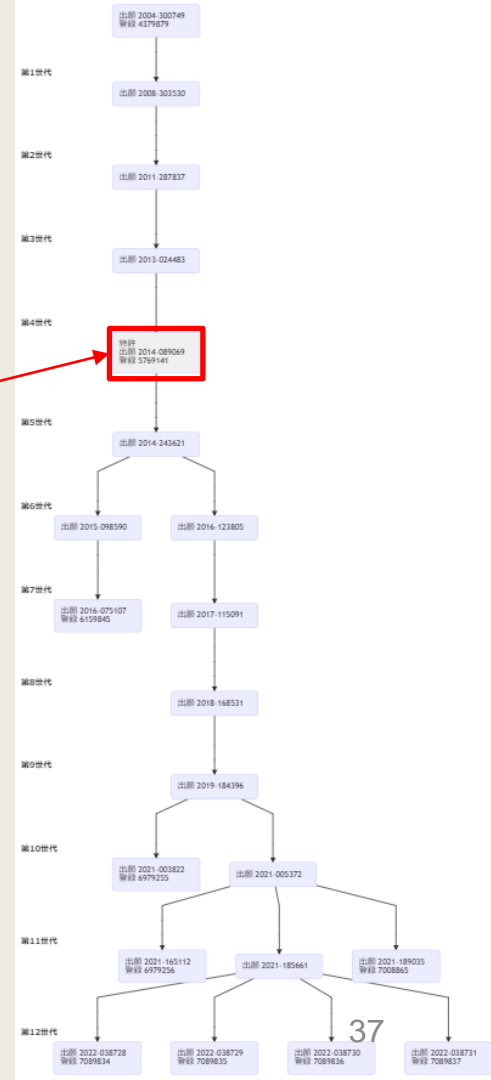 出願 2004-300749
登録 4379879
第1世代
出願 2008-303530
第2世代
出願 2011-287837
第3世代
出願 2013-024483
第4世代
特許
出願 2014-089069
登録 5769141
第5世代
出願 2014-243621
第6世代
出願 2015-098590
出願 2016-123805
第7世代
出願 2016-075107
登録 6159845
出願 2017-115091
第8世代
出願 2018-168531
第9世代
出願 2019-184396
第10世代
出願 2021-003822
登録 6979255
出願 2021-005372
第11世代
出願 2021-165112
登録 6979256
出願 2021-185661
出願 2021-189035
登録 7008865
第12世代
出願 2022-038728
登録 7089834
出願 2022-038729
登録 7089835
出願 2022-038730
登録 7089836
出願 2022-038731
登録 7089837
37